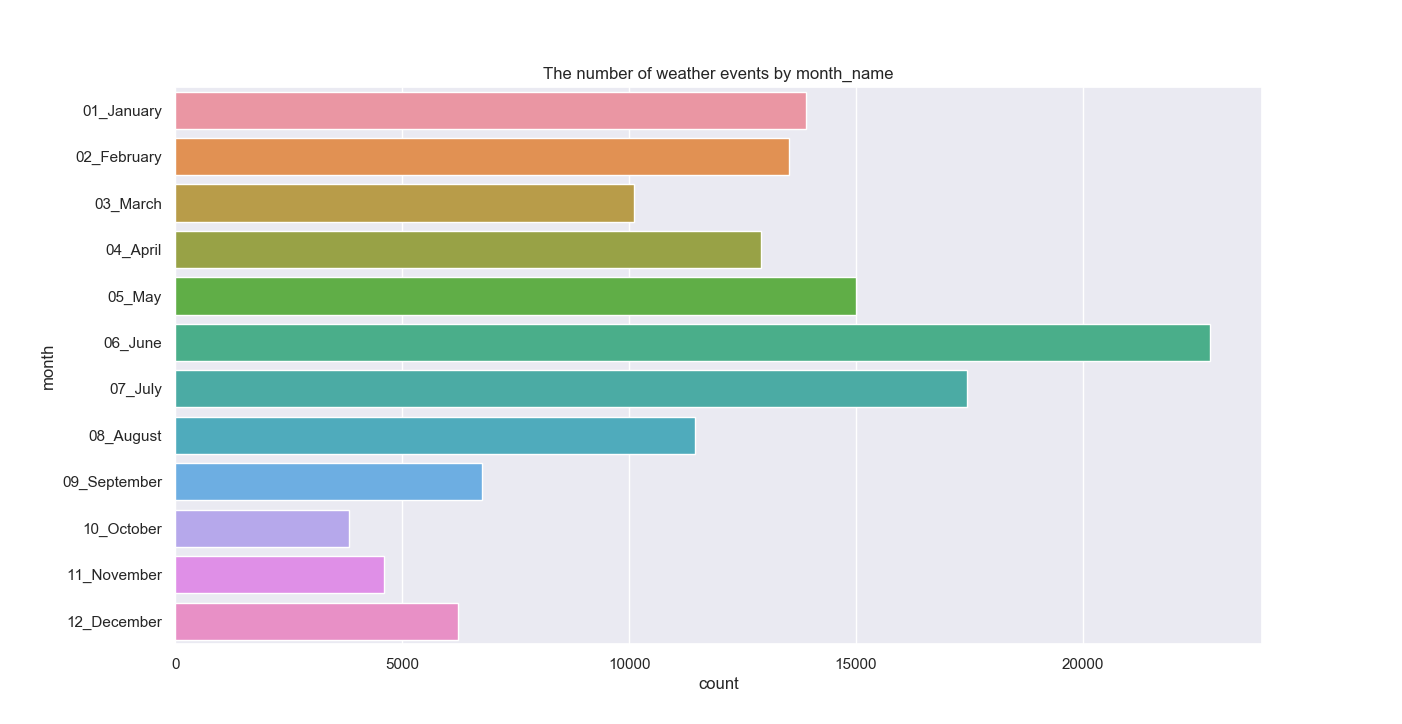 The number of weather events by month_name
01_January
02_February
03_March
04_April
05_May
06_June
07_July
08_August
09_September
10_October
11_November
12_December
month
0 5000 10000 15000 20000
count